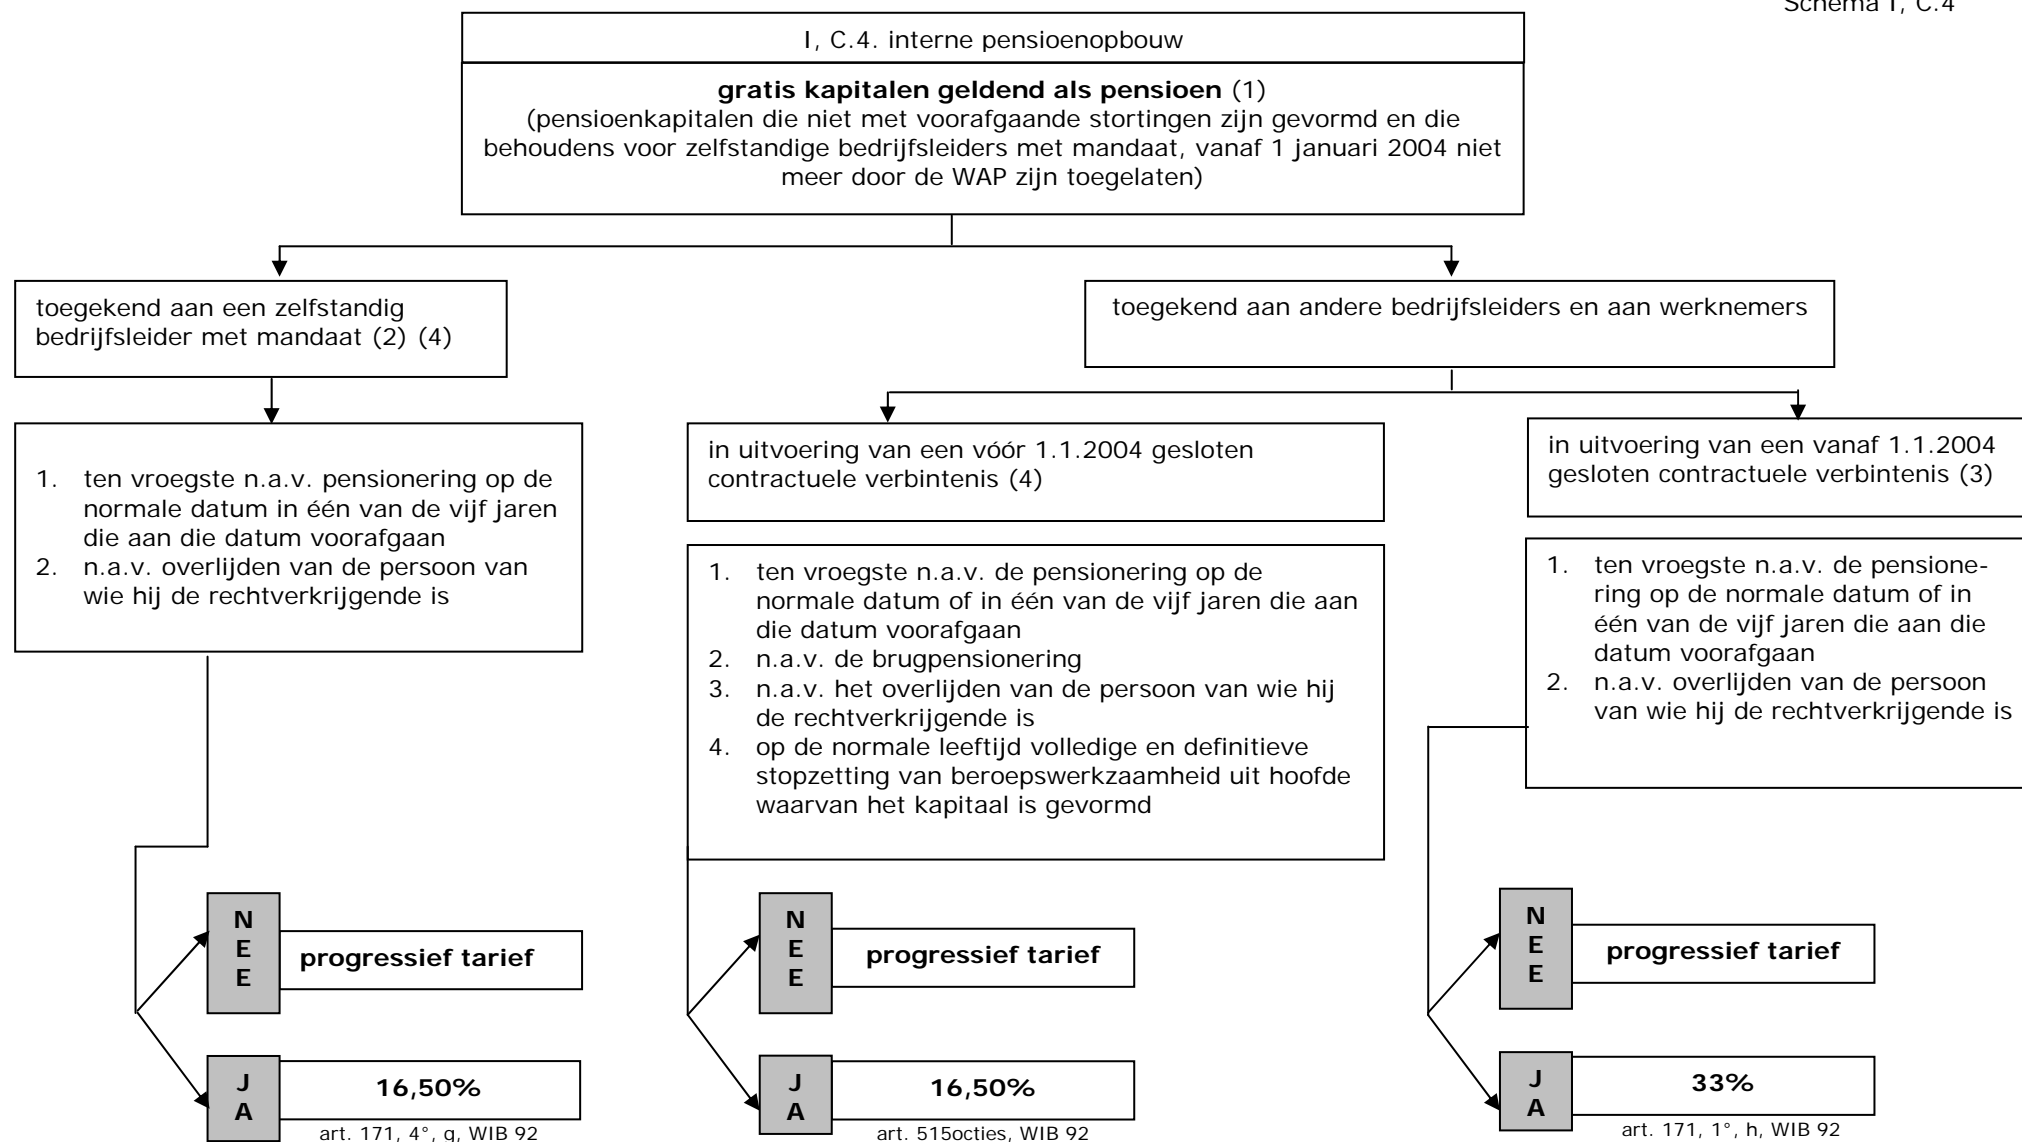 Schema I, C.4
I, C.4. interne pensioenopbouw
gratis kapitalen geldend als pensioen (1)
(pensioenkapitalen die niet met voorafgaande stortingen zijn gevormd en die
behoudens voor zelfstandige bedrijfsleiders met mandaat, vanaf 1 januari 2004 niet
meer door de WAP zijn toegelaten)
toegekend aan een zelfstandig
bedrijfsleider met mandaat (2) (4)
toegekend aan andere bedrijfsleiders en aan werknemers
1. ten vroegste n.a.v. pensionering op de
normale datum in één van de vijf jaren
die aan die datum voorafgaan
2. n.a.v. overlijden van de persoon van
wie hij de rechtverkrijgende is
in uitvoering van een vóór 1.1.2004 gesloten
contractuele verbintenis (4)
in uitvoering van een vanaf 1.1.2004
gesloten contractuele verbintenis (3)
1. ten vroegste n.a.v. de pensionering op de
normale datum of in één van de vijf jaren die aan
die datum voorafgaan
2. n.a.v. de brugpensionering
3. n.a.v. het overlijden van de persoon van wie hij
de rechtverkrijgende is
4. op de normale leeftijd volledige en definitieve
stopzetting van beroepswerkzaamheid uit hoofde
waarvan het kapitaal is gevormd
1. ten vroegste n.a.v. de pensione-
ring op de normale datum of in
één van de vijf jaren die aan die
datum voorafgaan
2. n.a.v. overlijden van de persoon
van wie hij de rechtverkrijgende is
N
E
E
progressief tarief
J
A
16,50%
art. 171, 4°, g, WIB 92
N
E
E
progressief tarief
J
A
16,50%
art. 515octies, WIB 92
N
E
E
progressief tarief
J
A
33%
art. 171, 1°, h, WIB 92